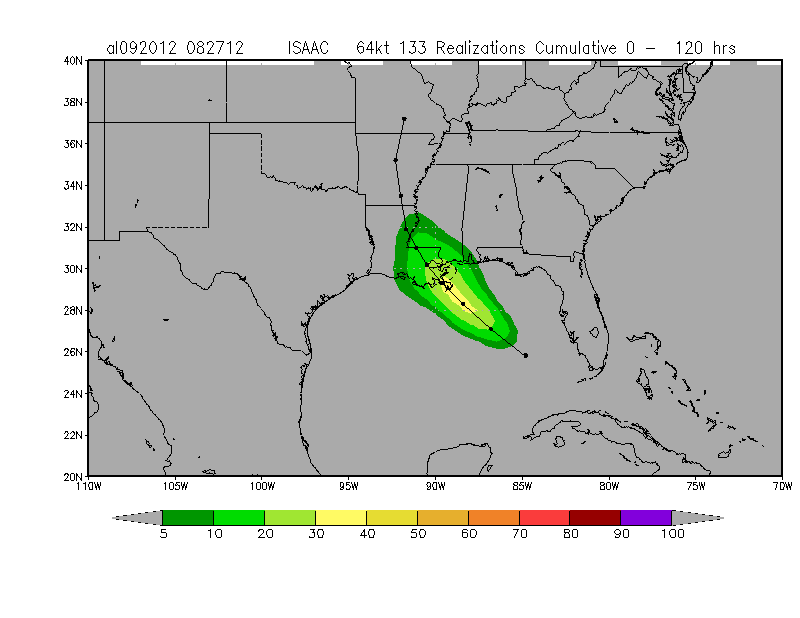 al092012 082712 ISAAC 64kt 133 Realizations Cumulative 0 – 120 hrs
40N
38N
36N
34N
32N
30N
28N
26N
24N
22N
20N
110W 105W 100W 95W 90W 85W 80W 75W 70W
5 10 20 30 40 50 60 70 80 90 100